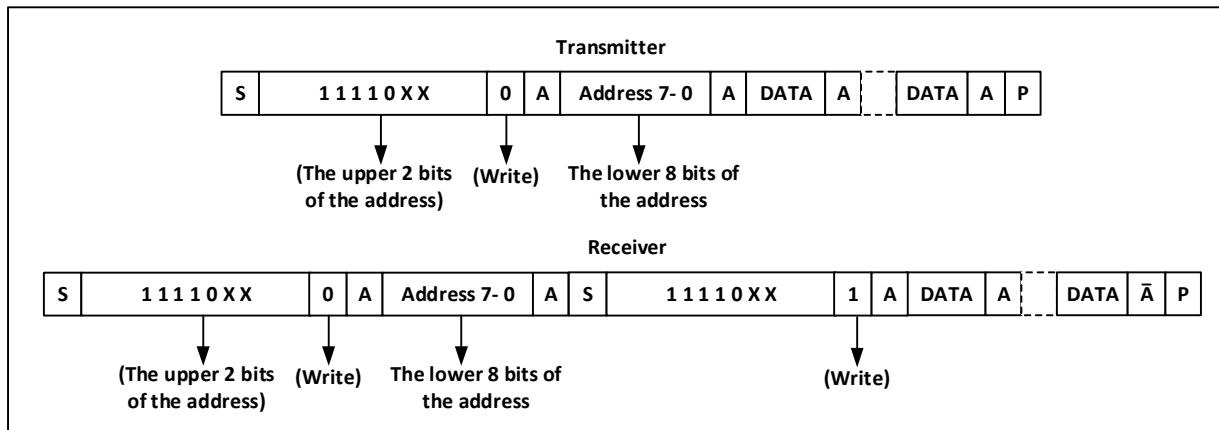 Transmitter
S 1 1 1 1 0 X X 0 A Address 7- 0 A DATA A DATA A P
(The upper 2 bits of the address) (Write) The lower 8 bits of the address
Receiver
S 1 1 1 1 0 X X 0 A Address 7- 0 A S 1 1 1 1 0 X X 1 A DATA A DATA Ā P
(The upper 2 bits of the address) (Write) The lower 8 bits of the address (Write)